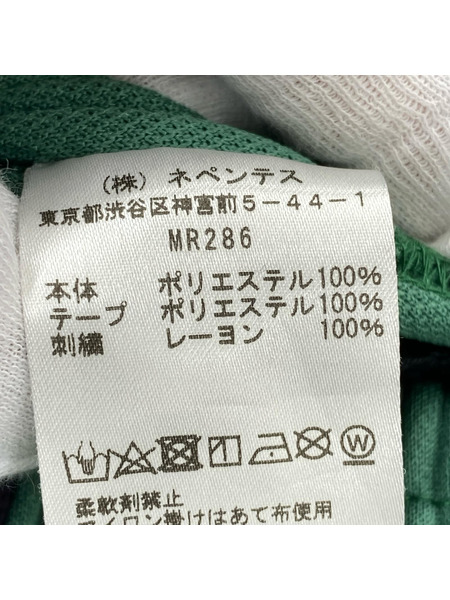 (株) ネペンテス
東京都渋谷区神宮前5-44-1
MR286
本体 ポリエステル100%
テープ ポリエステル100%
刺繍 レーヨン 100%
W
柔軟剤禁止
アイロン掛けはあて布使用